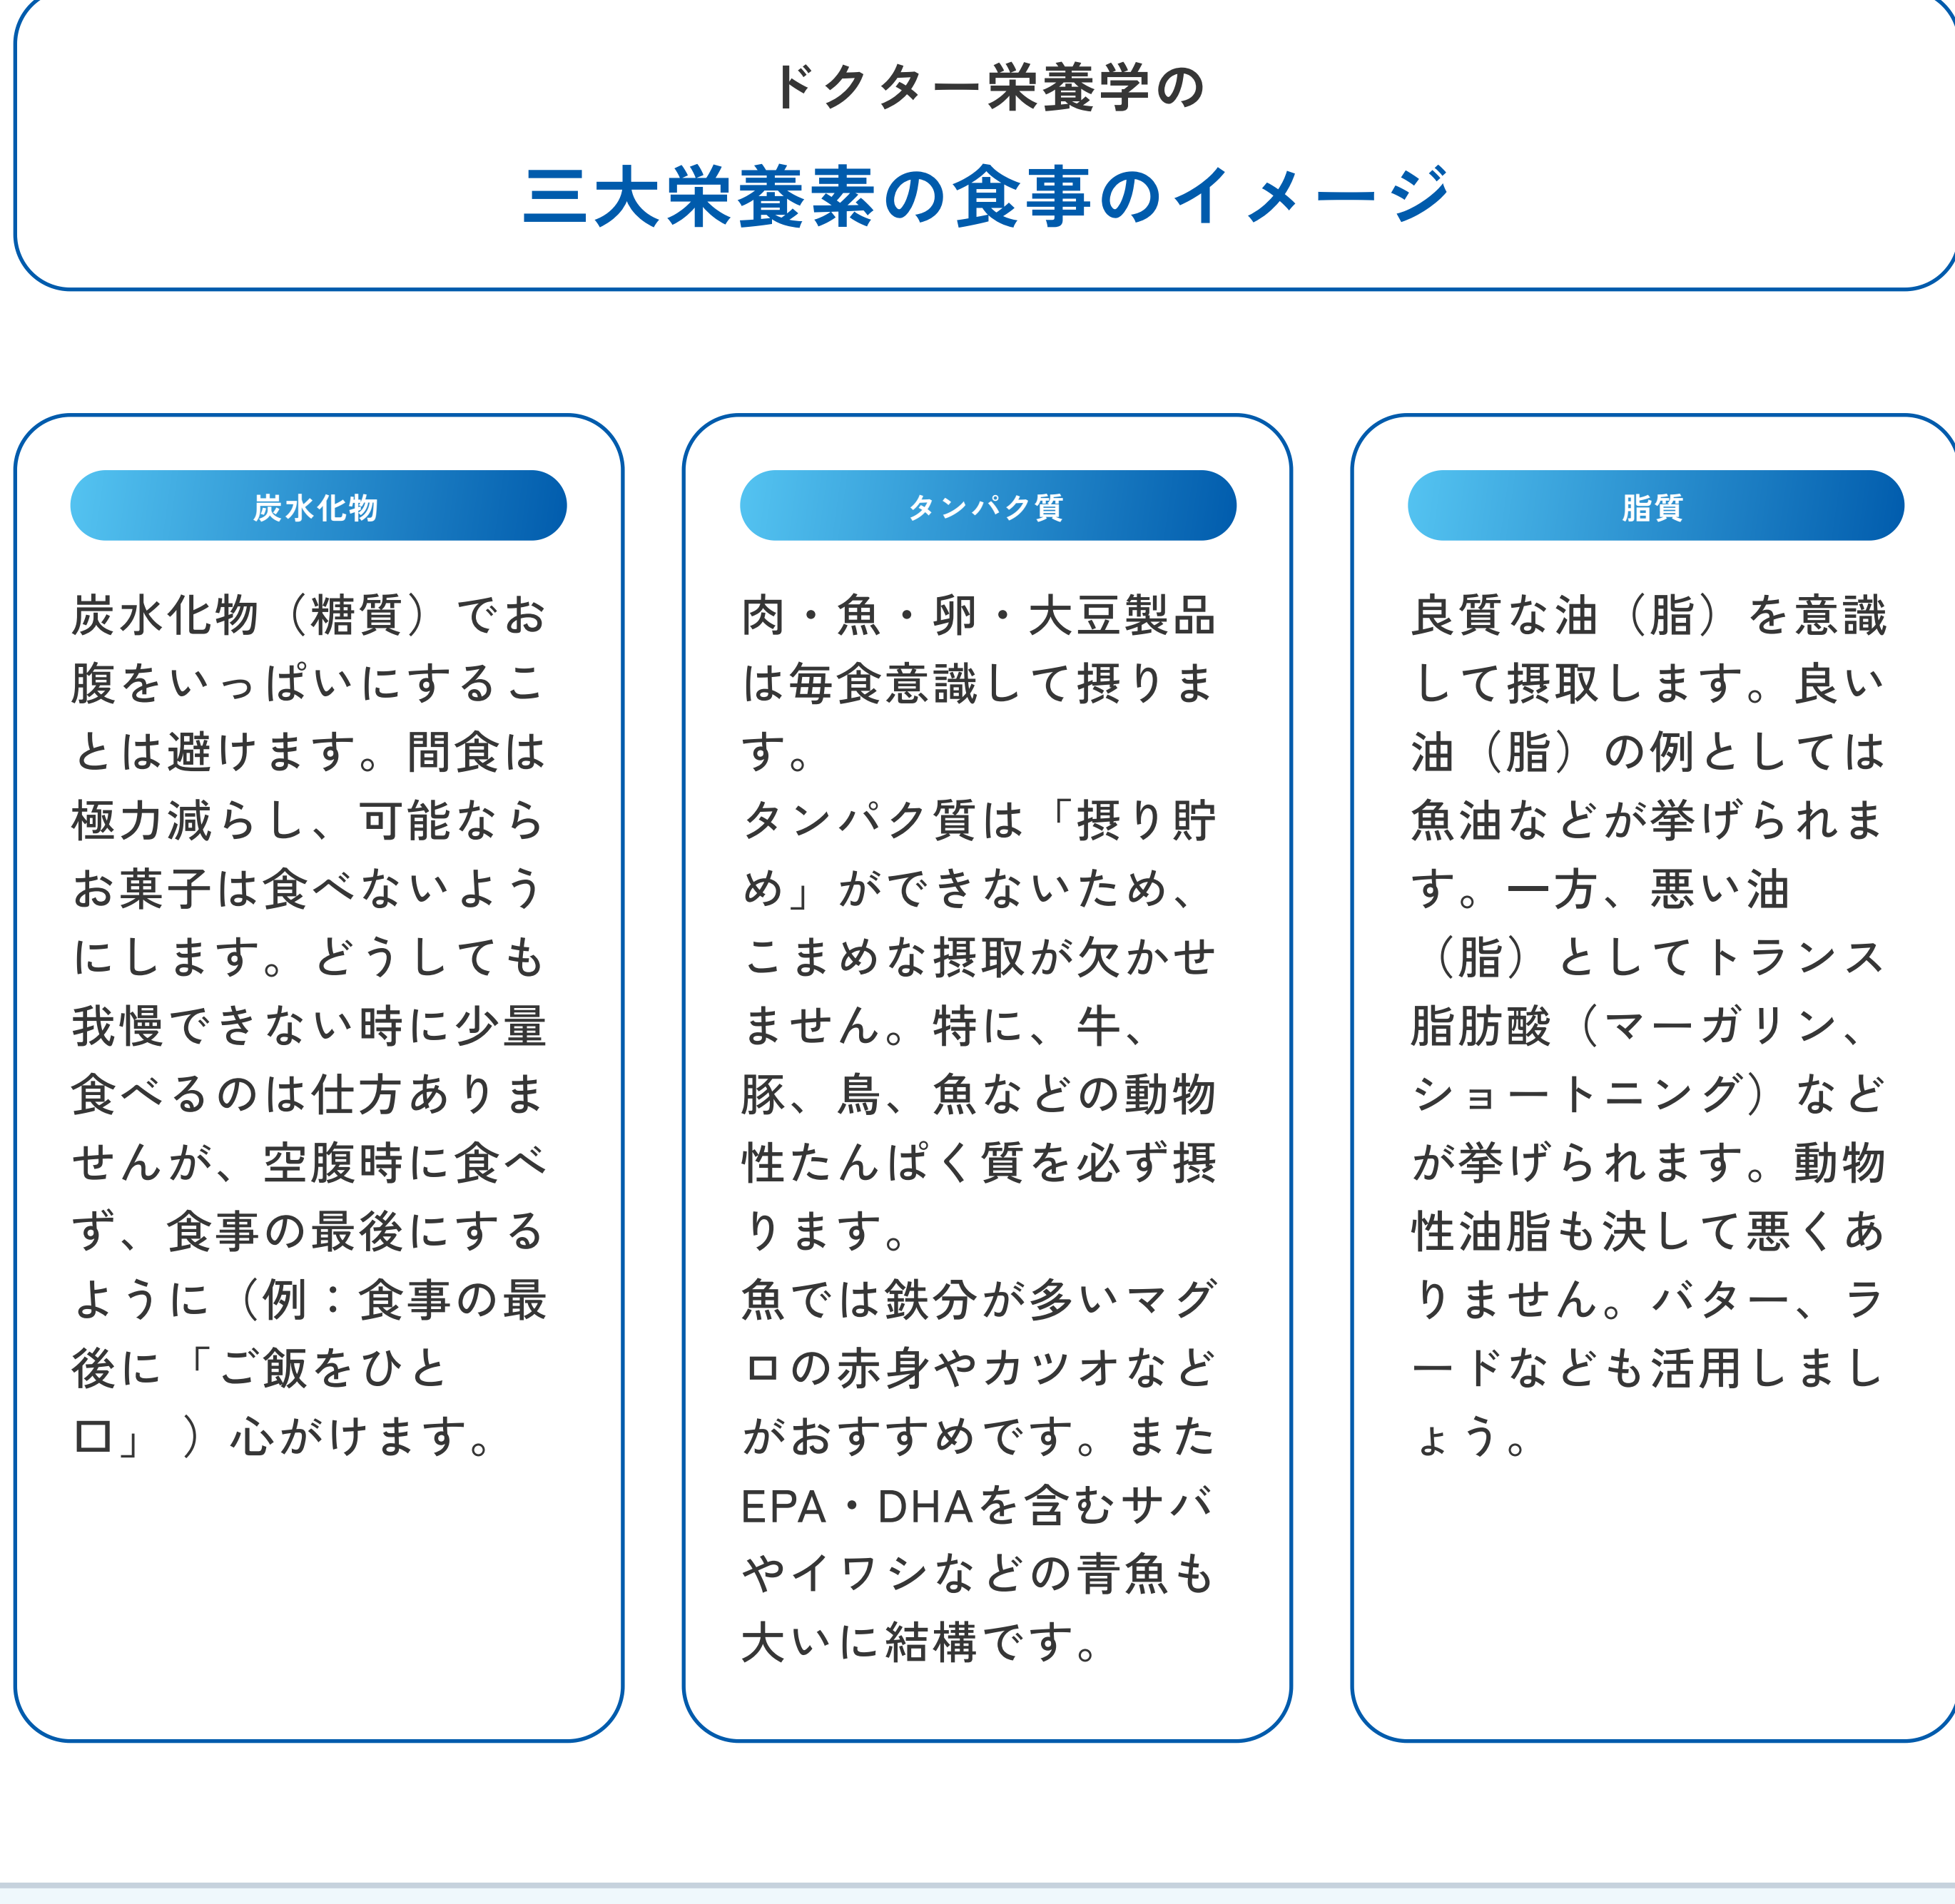 ドクター栄養学の
三大栄養素の食事のイメージ
炭水化物
炭水化物（糖質）でお
腹をいっぱいにするこ
とは避けます。間食は
極力減らし、可能なら
お菓子は食べないよう
にします。どうしても
我慢できない時に少量
食べるのは仕方ありま
せんが、空腹時に食べ
ず、食事の最後にする
ように（例：食事の最
後に「ご飯をひと
口」 ）心がけます。
タンパク質
肉・魚・卵・大豆製品
は毎食意識して摂りま
す。
タンパク質は「摂り貯
め」ができないため、
こまめな摂取が欠かせ
ません。特に、牛、
豚、鳥、魚などの動物
性たんぱく質を必ず摂
ります。
魚では鉄分が多いマグ
ロの赤身やカツオなど
がおすすめです。また
EPA・DHAを含むサバ
やイワシなどの青魚も
大いに結構です。
脂質
良質な油（脂）を意識
して摂取します。良い
油（脂）の例としては
魚油などが挙げられま
す。一方、悪い油
（脂）としてトランス
脂肪酸（マーガリン、
ショートニング）など
が挙げられます。動物
性油脂も決して悪くあ
りません。バター、ラ
ードなども活用しまし
ょう。